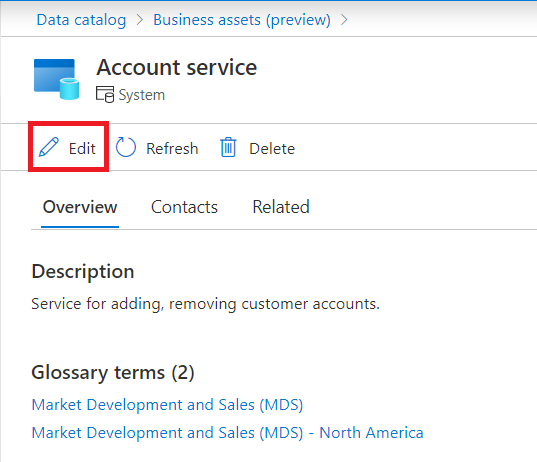 Data catalog > Business assets (preview) >
Account service
System
Edit Refresh Delete
Overview Contacts Related
Description
Service for adding, removing customer accounts.
Glossary terms (2)
Market Development and Sales (MDS)
Market Development and Sales (MDS) - North America